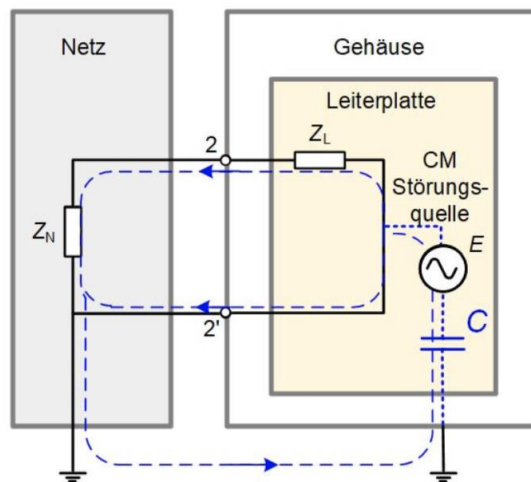 Netz
Gehäuse
Leiterplatte
2
Z_L
CM
Störungs-
quelle
Z_N
E
2'
C